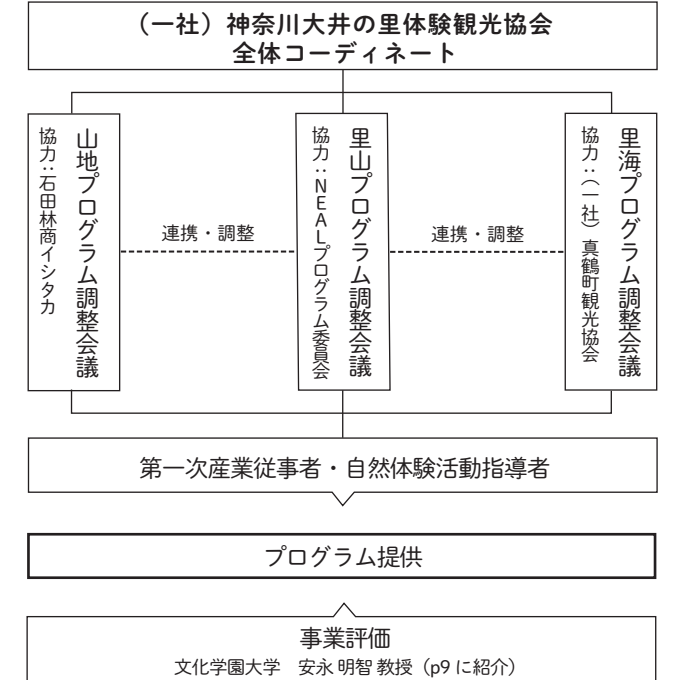 （一社）神奈川大井の里体験観光協会
全体コーディネート
山地プログラム調整会議
協力：石田林商イシタカ
連携・調整
里山プログラム調整会議
協力：NEALプログラム委員会
連携・調整
里海プログラム調整会議
協力：（一社）真鶴町観光協会
第一次産業従事者・自然体験活動指導者
プログラム提供
事業評価
文化学園大学　安永 明智 教授（p9 に紹介）